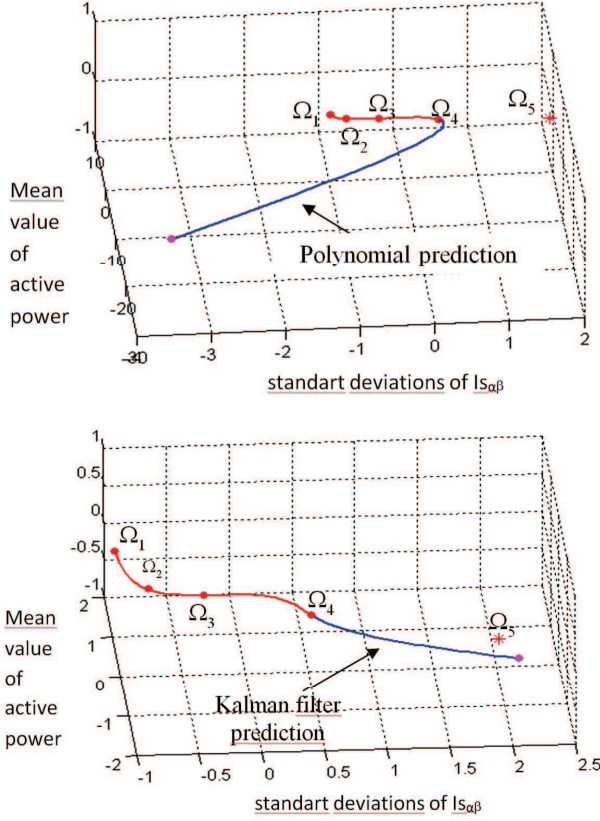 1
0.
-1
10
0
-10
-20
Mean
value
of
active
power
Ω1
Ω2
Ω3
Ω4
Ω5
Polynomial prediction
-3
-2
-1
0
1
2
standart deviations of Isαβ
1
0.5
0
-0.5
-1
2
1
0
-1
-2
Mean
value
of
active
power
Ω1
Ω2
Ω3
Ω4
Ω5
Kalman filter
prediction
-1
-0.5
0
0.5
1
1.5
2
2.5
standart deviations of Isαβ